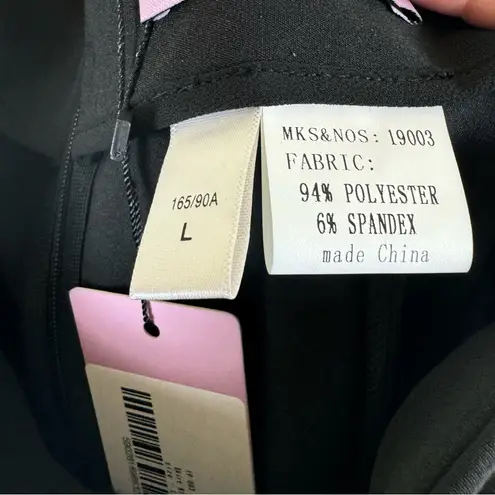 165/90A
L
MKS&NOS: 19003
FABRIC:
94% POLYESTER
6% SPANDEX
made China